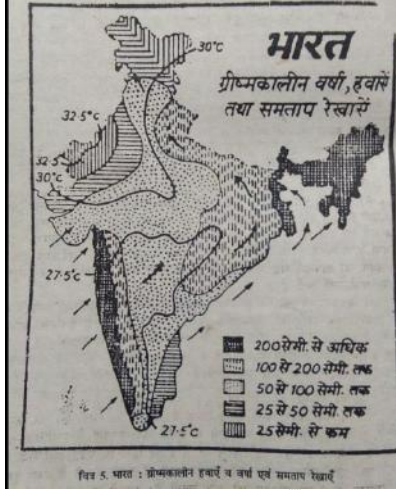 भारत
ग्रीष्मकालीन वर्षा, हवायें
तथा समताप रेखायें
30°C
32.5°C
32.5
30°C
27.5°C
27.5°C
200 सेमी. से अधिक
100 से 200 सेमी. तक
50 से 100 सेमी. तक
25 से 50 सेमी. तक
25 सेमी. से कम
चित्र 5. भारत : ग्रीष्मकालीन हवाएँ व वर्षा एवं समताप रेखाएँ